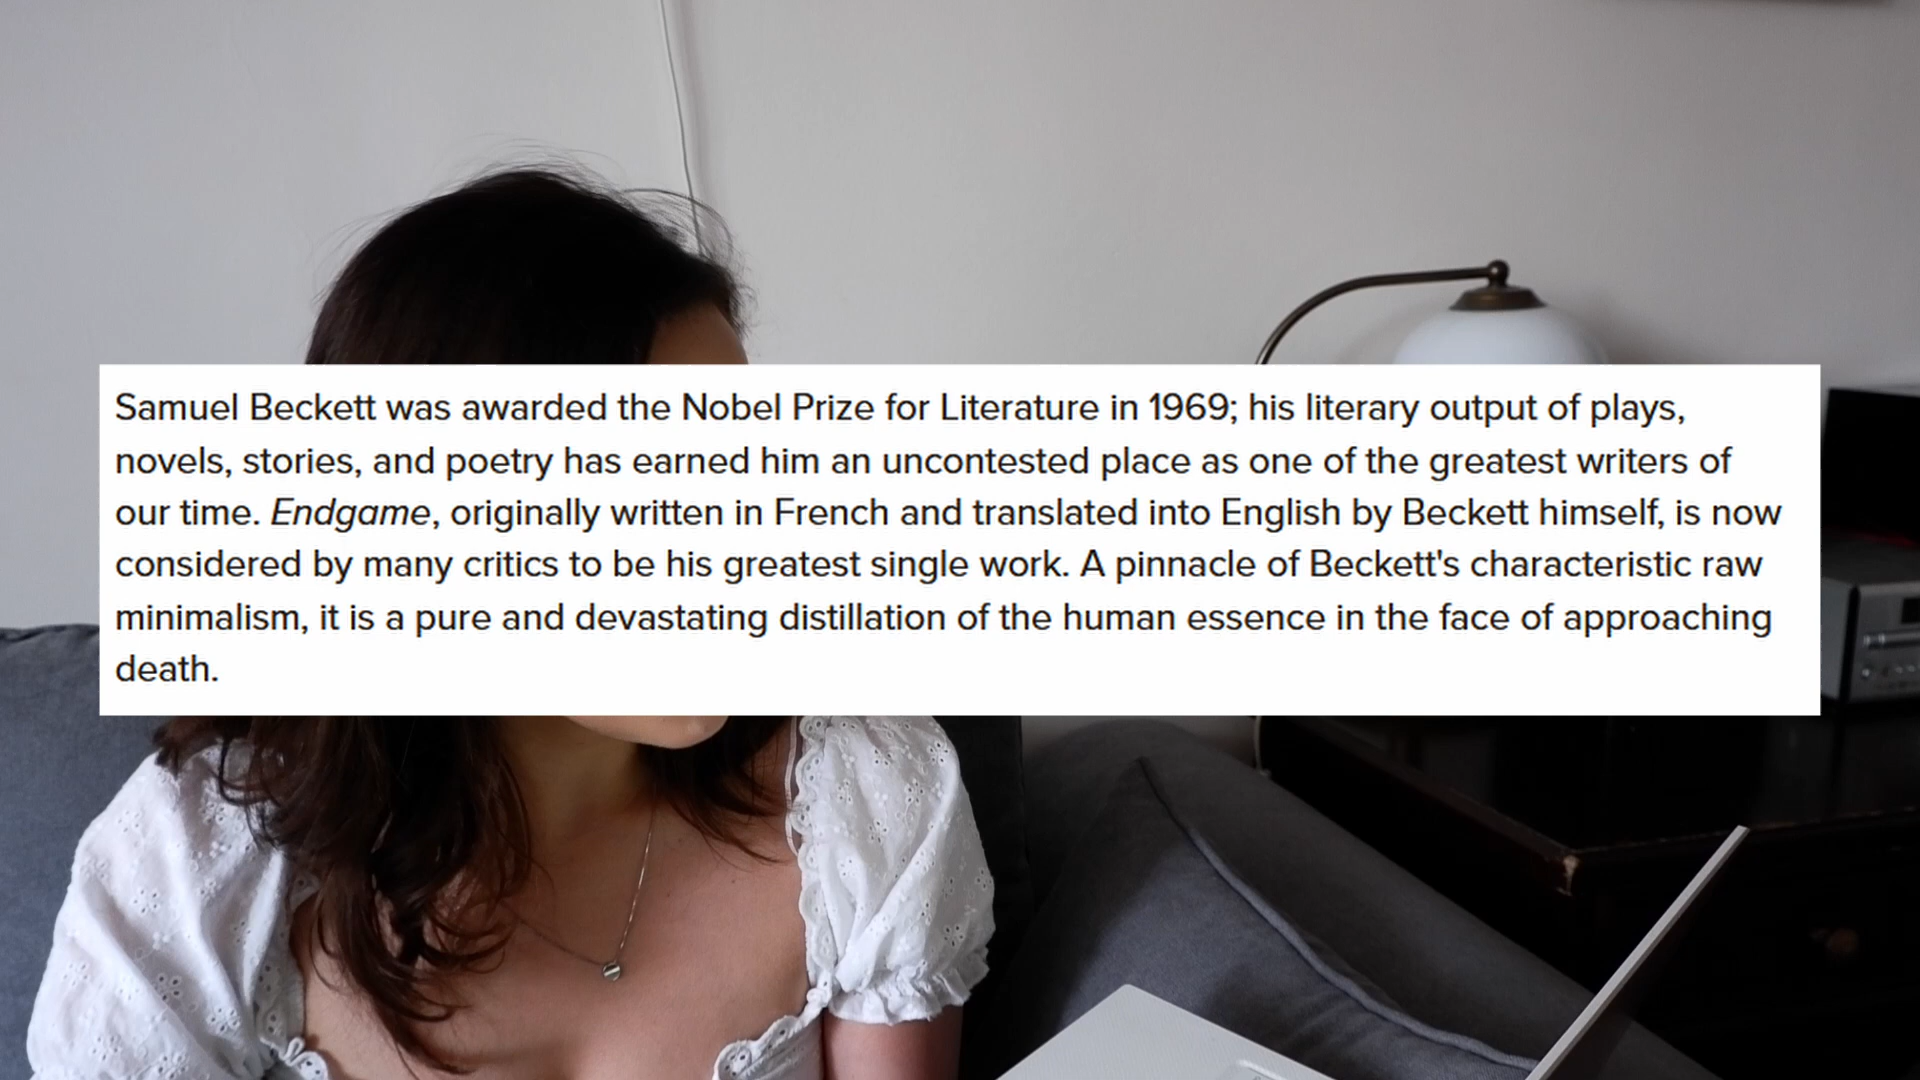 Samuel Beckett was awarded the Nobel Prize for Literature in 1969; his literary output of plays,
novels, stories, and poetry has earned him an uncontested place as one of the greatest writers of
our time. Endgame, originally written in French and translated into English by Beckett himself, is now
considered by many critics to be his greatest single work. A pinnacle of Beckett's characteristic raw
minimalism, it is a pure and devastating distillation of the human essence in the face of approaching
death.